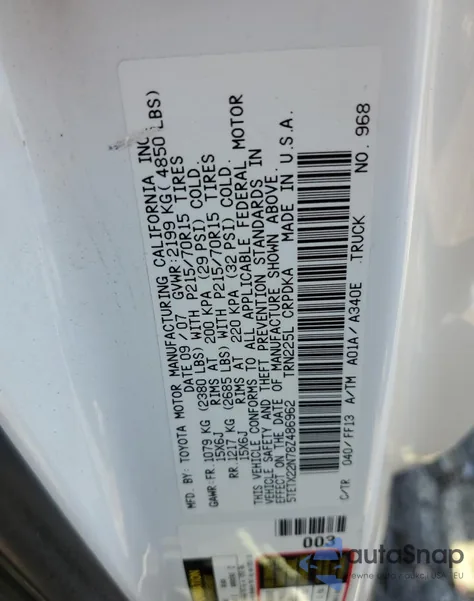 MFD. BY: TOYOTA MOTOR MANUFACTURING CALIFORNIA INC
DATE 09 / 07 GVWR: 2199 KG ( 4850 LBS)
GAWR: FR. 1079 KG (2380 LBS) WITH P215/70R15 TIRES
15X6J RIMS AT 200 KPA (29 PSI) COLD.
RR. 1217 KG (2685 LBS) WITH P215/70R15 TIRES
15X6J RIMS AT 220 KPA (32 PSI) COLD.
THIS VEHICLE CONFORMS TO ALL APPLICABLE FEDERAL MOTOR
VEHICLE SAFETY AND THEFT PREVENTION STANDARDS IN
EFFECT ON THE DATE OF MANUFACTURE SHOWN ABOVE.
5TETX22N78Z486962 TRN225L CRPDKA MADE IN U.S.A.
C/TR 040/FF13 A/TM A01A/A340E TRUCK
NO. 968
003
autoSnap